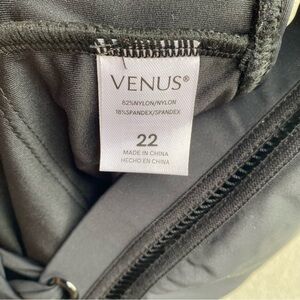 VENUS®
82%NYLON/NYLON
18%SPANDEX/SPANDEX
22
MADE IN CHINA
HECHO EN CHINA